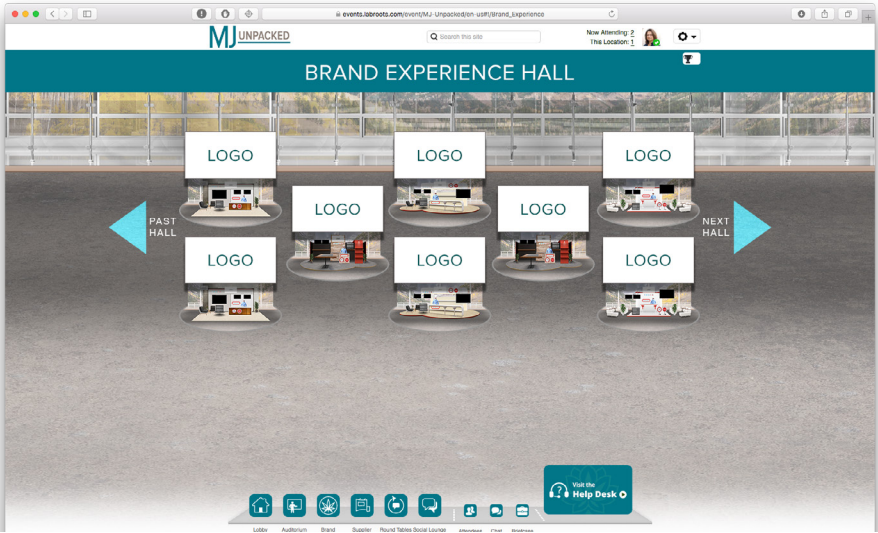 events.labroots.com/event/MJ-Unpacked/en-us#!/Brand_Experience
MJ UNPACKED
Search this site
Now Attending: 2
This Location: 1
BRAND EXPERIENCE HALL
LOGO LOGO LOGO
LOGO LOGO
PAST
HALL
NEXT
HALL
LOGO LOGO LOGO
Visit the
Help Desk
Lobby Auditorium Brand Supplier Round Tables Social Lounge Attendees Chat Briefcase